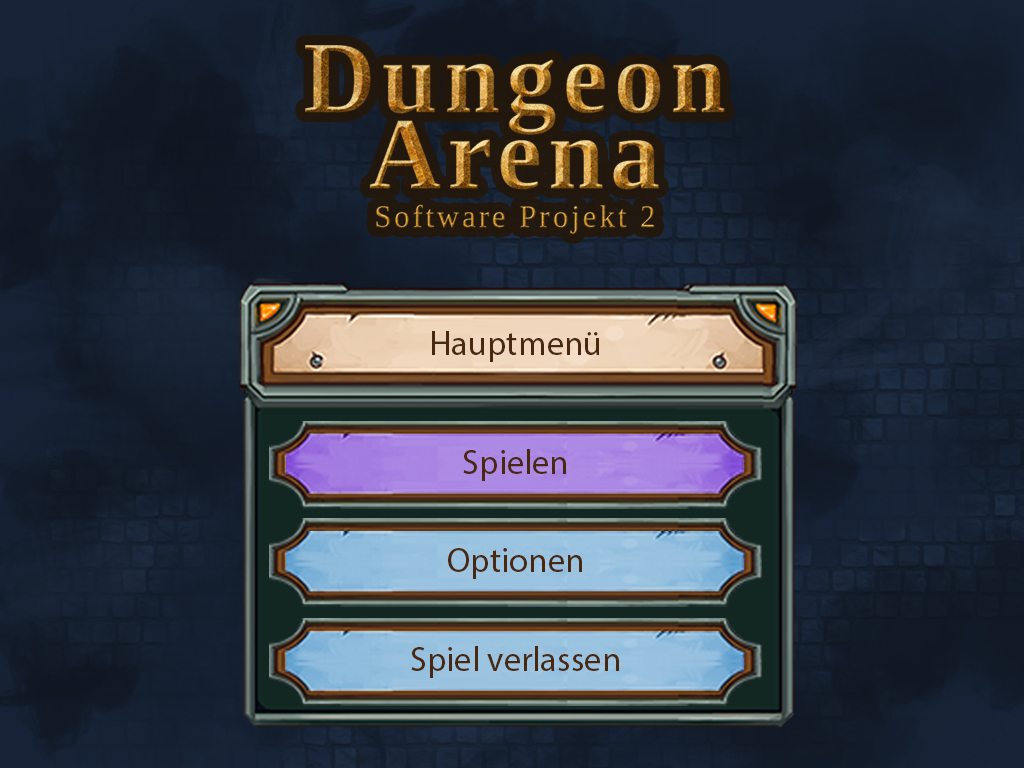 Dungeon
Arena
Software Projekt 2
Hauptmenü
Spielen
Optionen
Spiel verlassen